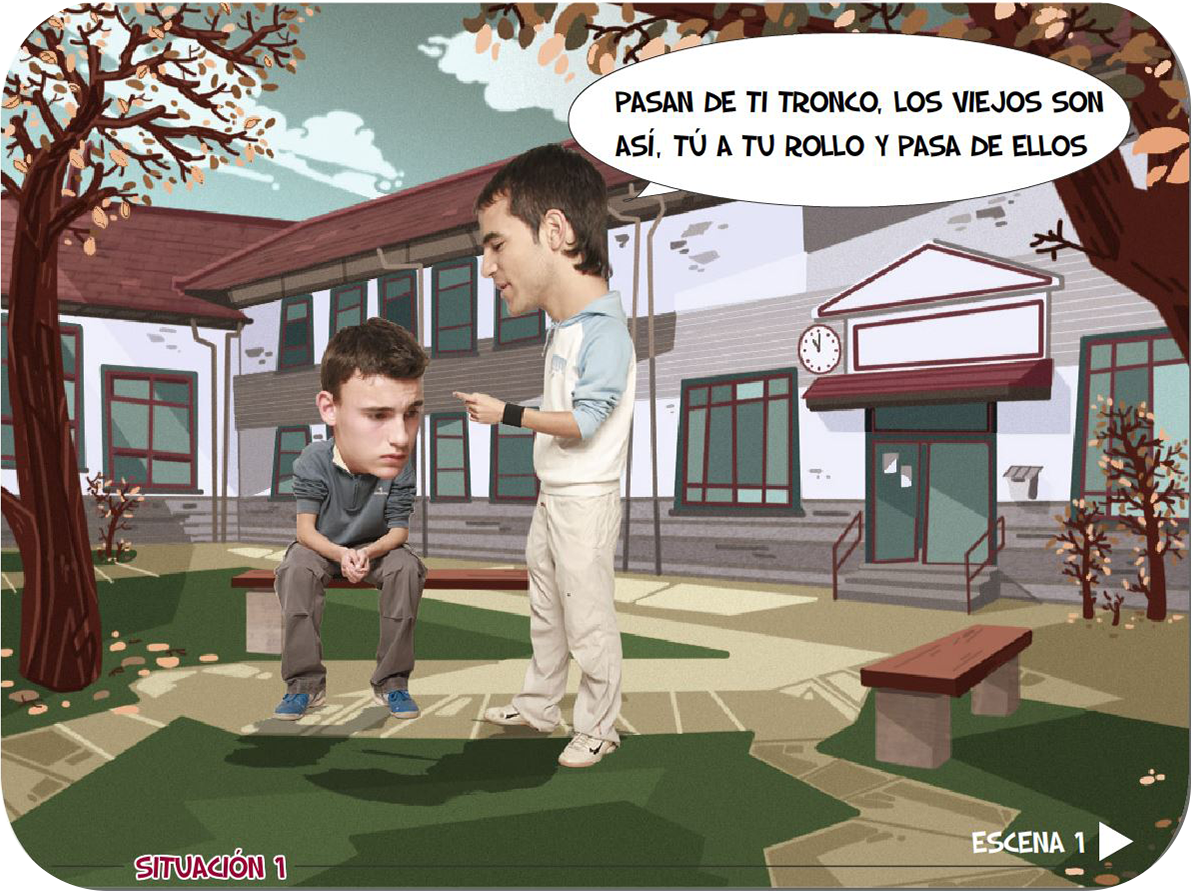 PASAN DE TI TRONCO, LOS VIEJOS SON
ASÍ, TÚ A TU ROLLO Y PASA DE ELLOS
ESCENA 1
SITUACIÓN 1